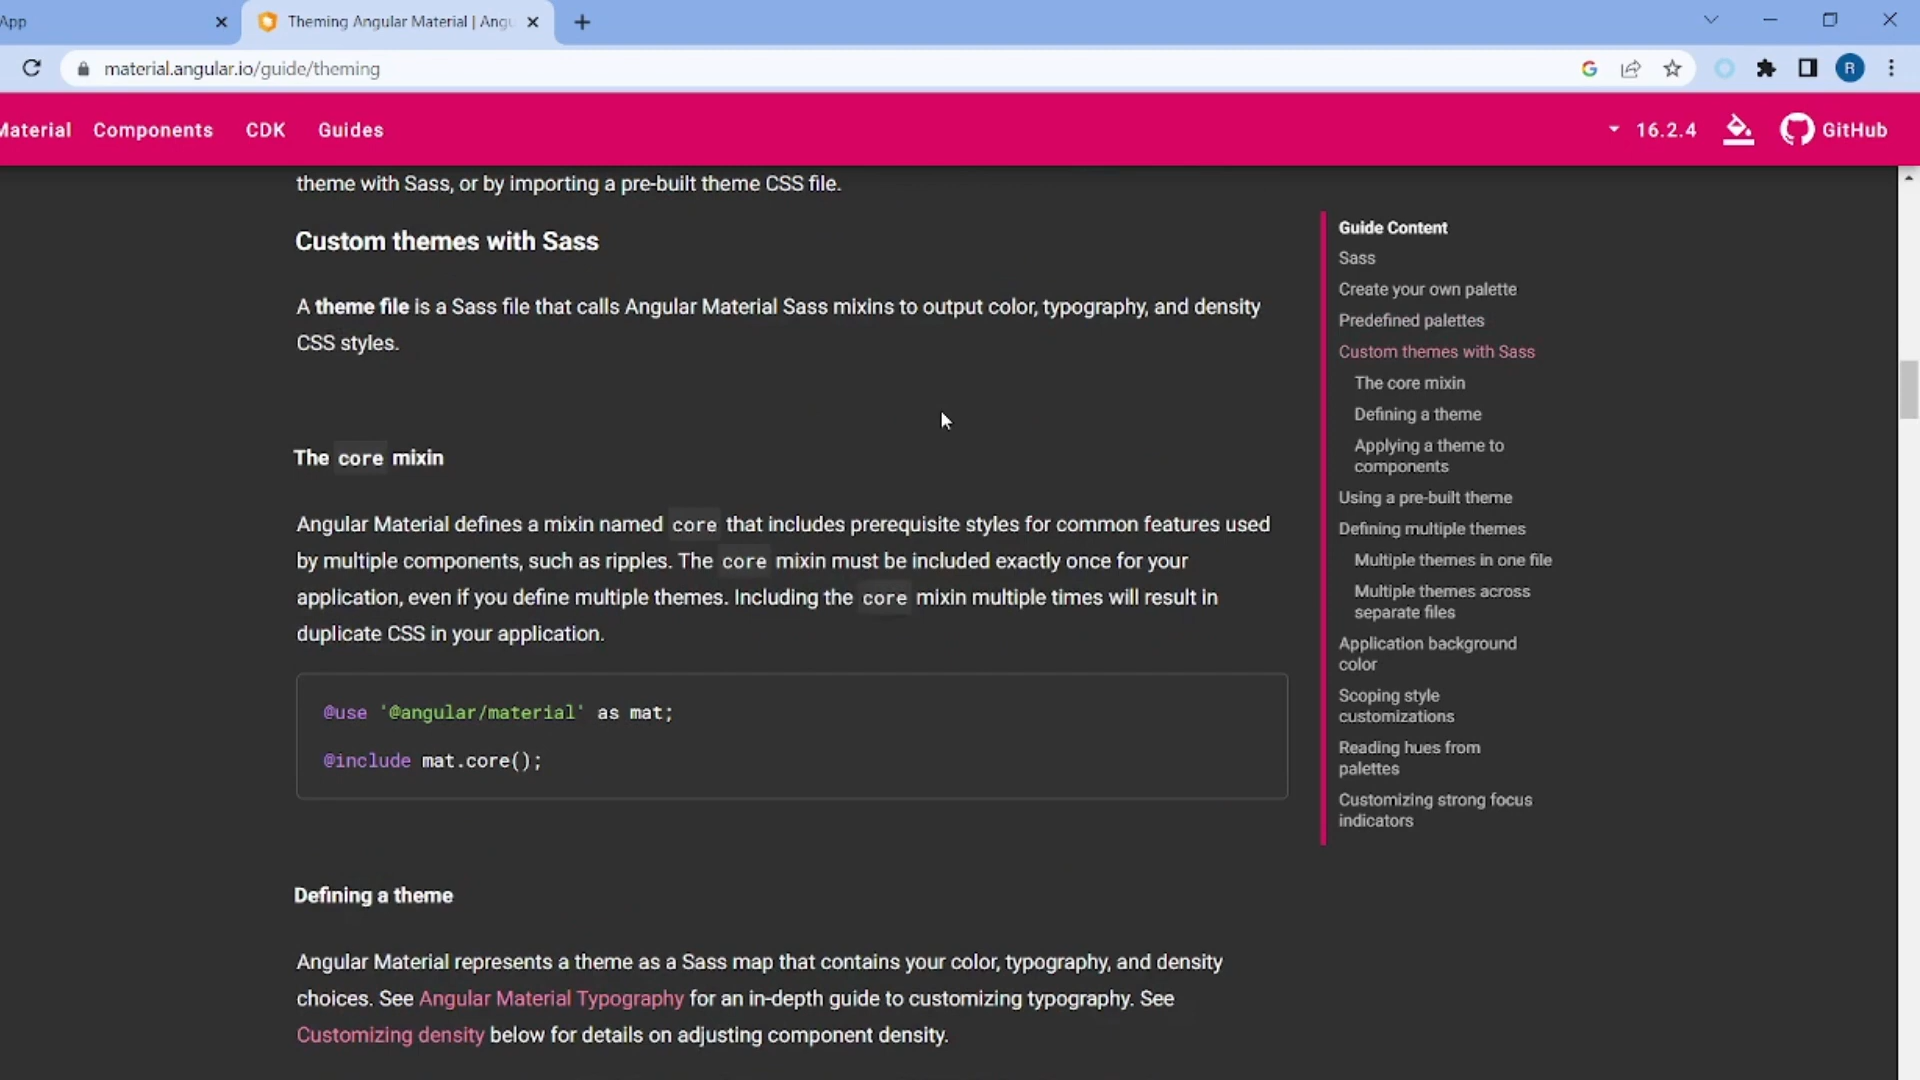 App
Theming Angular Material | Angu
material.angular.io/guide/theming
R
Material Components CDK Guides 16.2.4 GitHub
theme with Sass, or by importing a pre-built theme CSS file.
Custom themes with Sass
A theme file is a Sass file that calls Angular Material Sass mixins to output color, typography, and density
CSS styles.
The core mixin
Angular Material defines a mixin named core that includes prerequisite styles for common features used
by multiple components, such as ripples. The core mixin must be included exactly once for your
application, even if you define multiple themes. Including the core mixin multiple times will result in
duplicate CSS in your application.
@use '@angular/material' as mat;
@include mat.core();
Defining a theme
Angular Material represents a theme as a Sass map that contains your color, typography, and density
choices. See Angular Material Typography for an in-depth guide to customizing typography. See
Customizing density below for details on adjusting component density.
Guide Content
Sass
Create your own palette
Predefined palettes
Custom themes with Sass
The core mixin
Defining a theme
Applying a theme to
components
Using a pre-built theme
Defining multiple themes
Multiple themes in one file
Multiple themes across
separate files
Application background
color
Scoping style
customizations
Reading hues from
palettes
Customizing strong focus
indicators